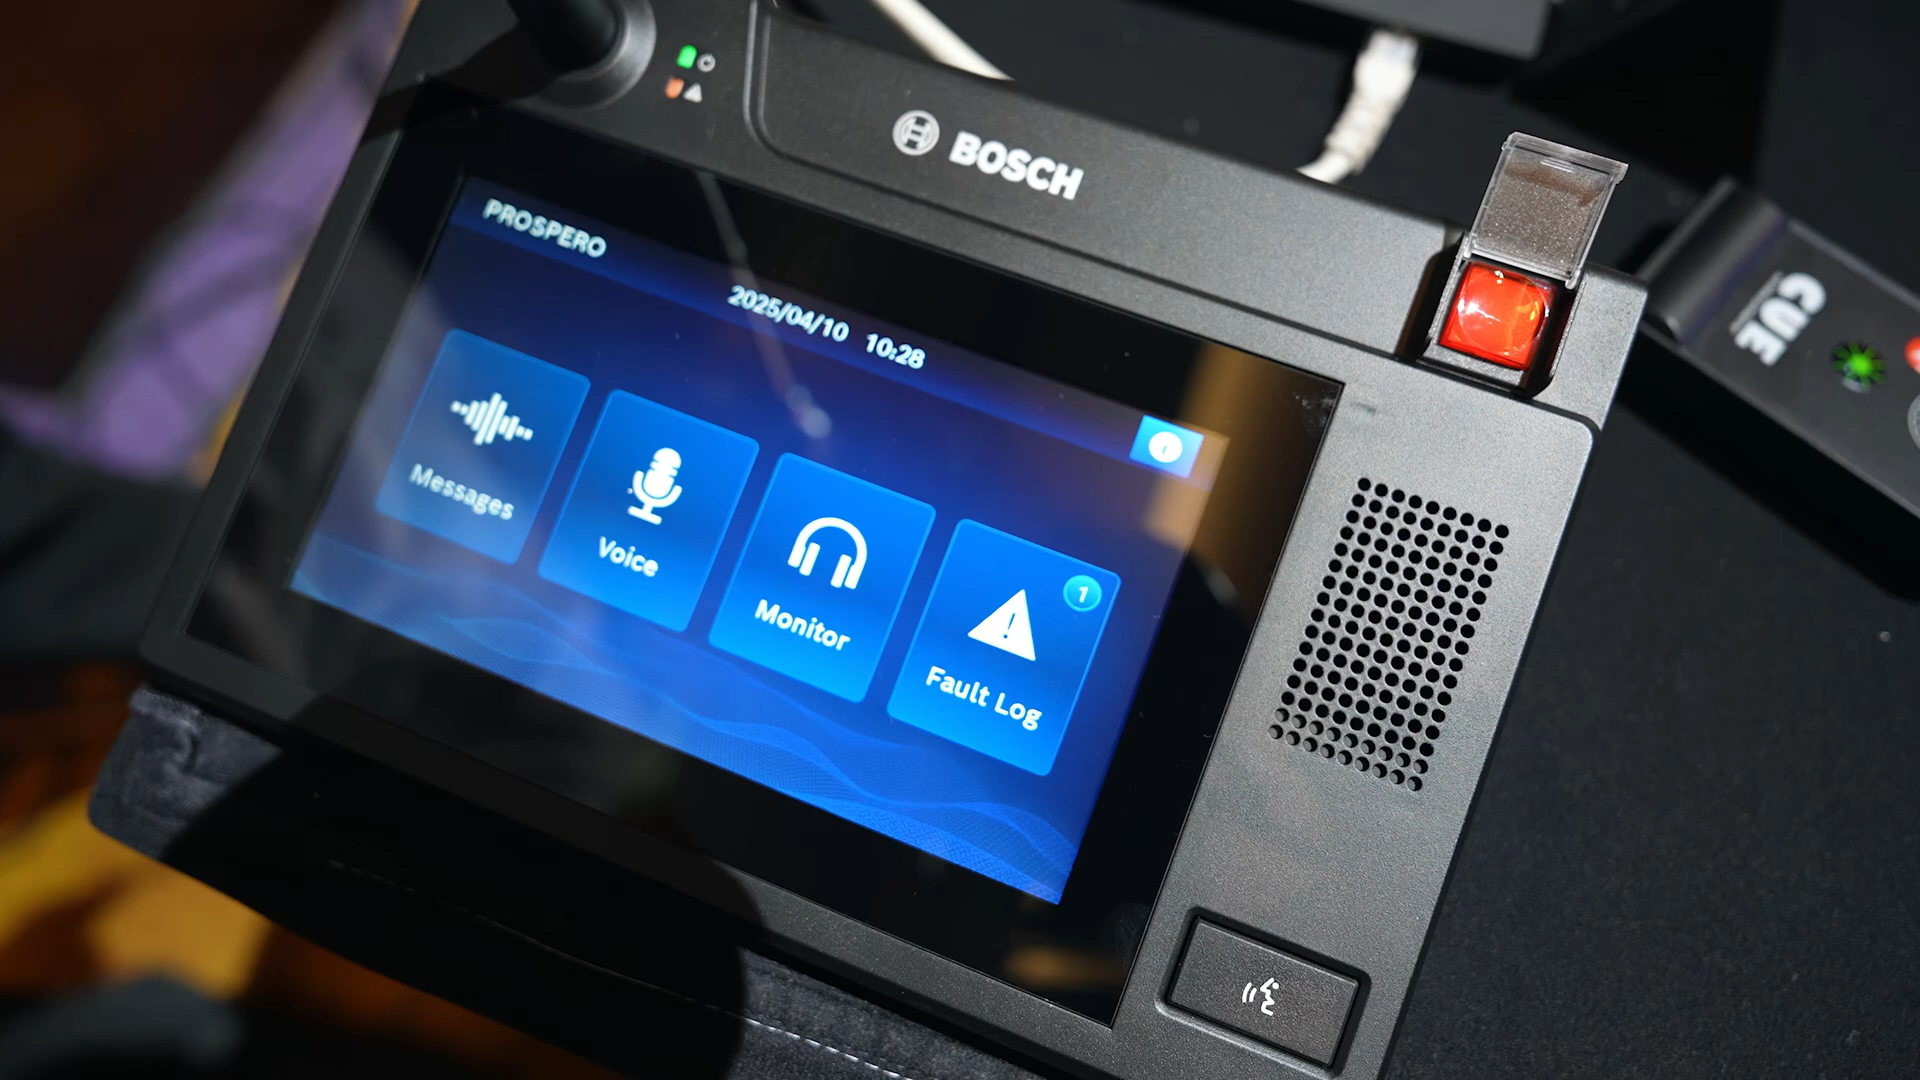 BOSCH
PROSPERO
2025/04/10 10:28
Messages
Voice
Monitor
1
Fault Log
CUE